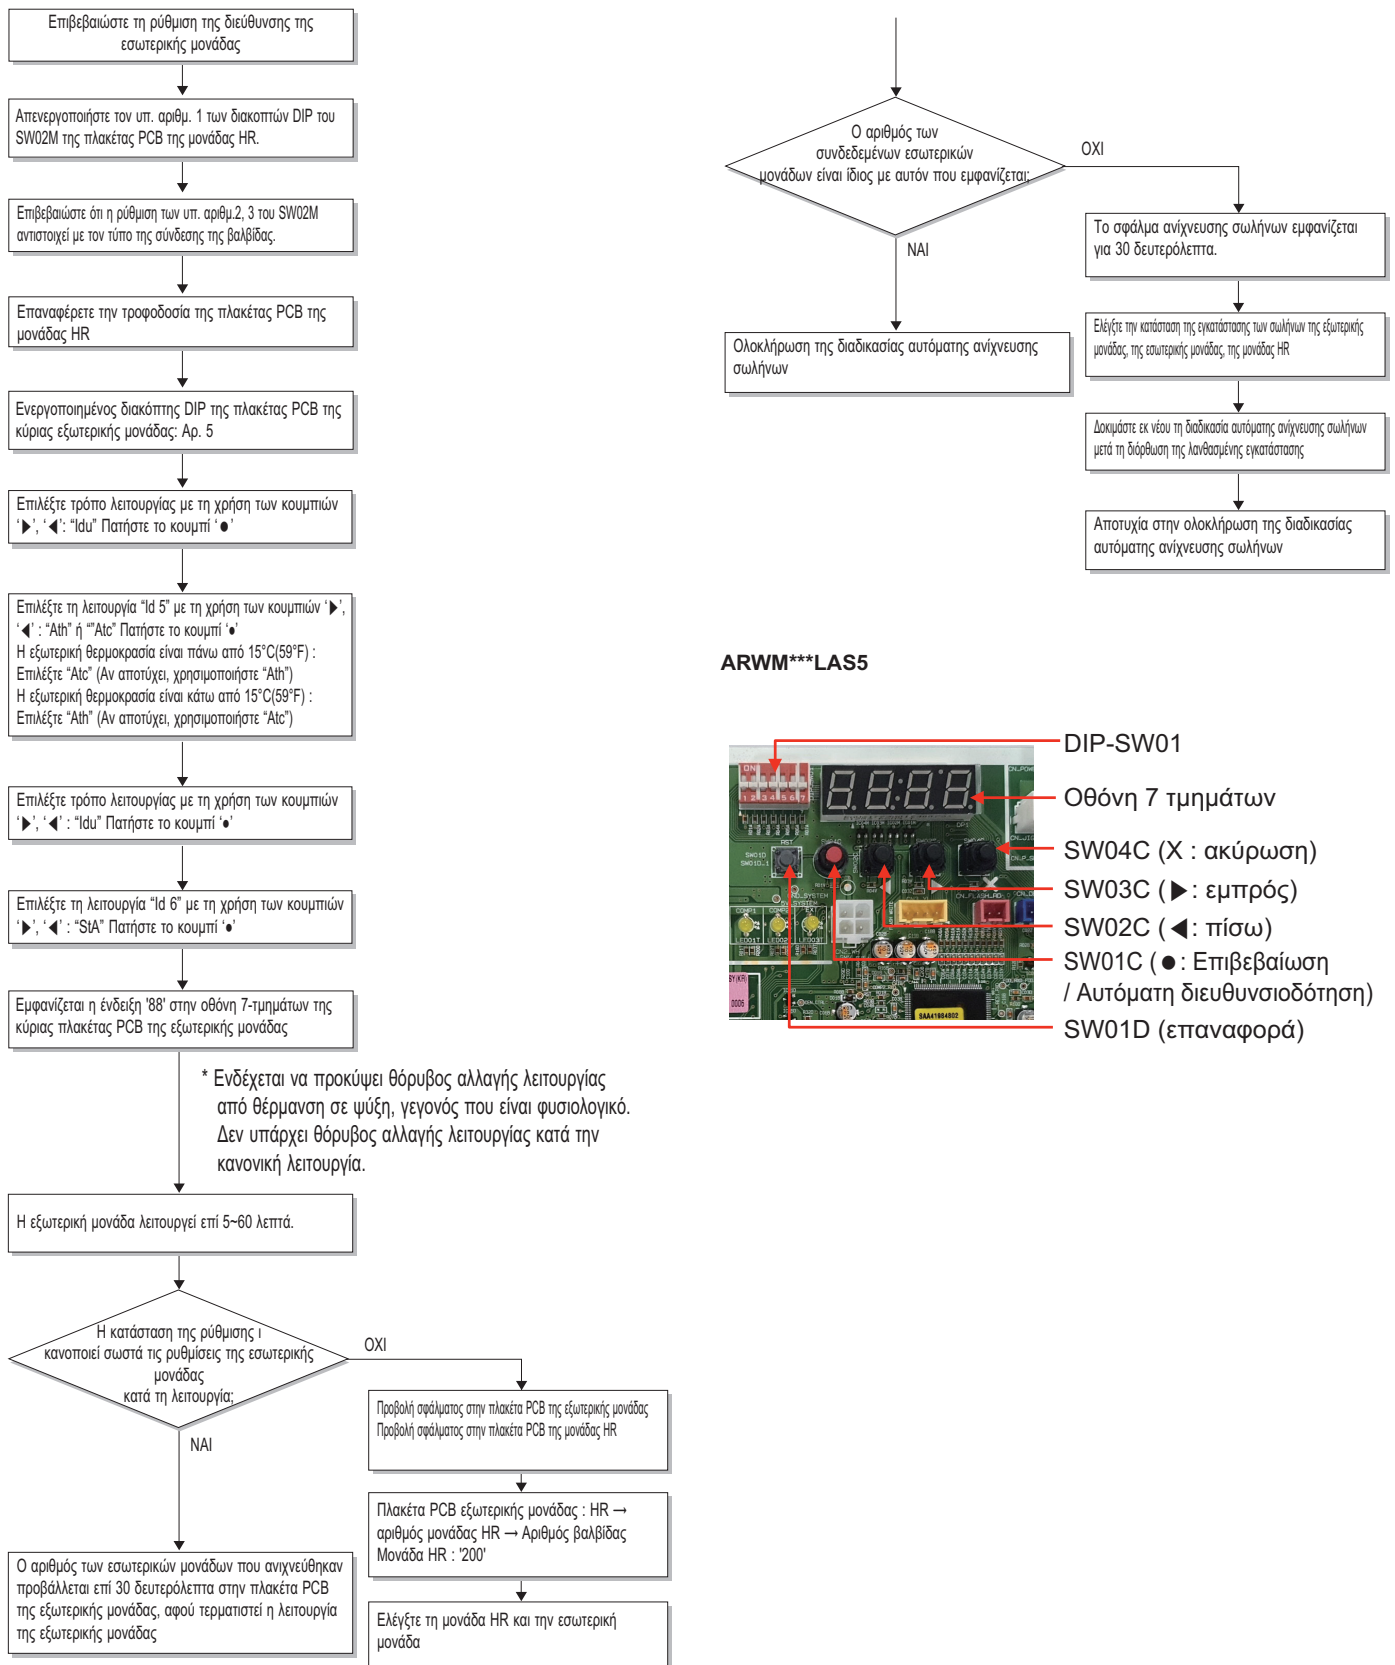 Επιβεβαιώστε τη ρύθμιση της διεύθυνσης της
εσωτερικής μονάδας
Απενεργοποιήστε τον υπ. αριθμ. 1 των διακοπτών DIP του
SW02M της πλακέτας PCB της μονάδας HR.
Επιβεβαιώστε ότι η ρύθμιση των υπ. αριθμ.2, 3 του SW02M
αντιστοιχεί με τον τύπο της σύνδεσης της βαλβίδας.
Επαναφέρετε την τροφοδοσία της πλακέτας PCB της
μονάδας HR
Ενεργοποιημένος διακόπτης DIP της πλακέτας PCB της
κύριας εξωτερικής μονάδας: Αρ. 5
Επιλέξτε τρόπο λειτουργίας με τη χρήση των κουμπιών
‘▶’, ‘◀’: “Idu” Πατήστε το κουμπί ‘●’
Επιλέξτε τη λειτουργία “Id 5” με τη χρήση των κουμπιών ‘▶’,
‘◀’ : “Ath” ή “”Atc” Πατήστε το κουμπί ‘●’
Η εξωτερική θερμοκρασία είναι πάνω από 15°C(59°F) :
Επιλέξτε “Atc” (Αν αποτύχει, χρησιμοποιήστε “Ath”)
Η εξωτερική θερμοκρασία είναι κάτω από 15°C(59°F) :
Επιλέξτε “Ath” (Αν αποτύχει, χρησιμοποιήστε “Atc”)
Επιλέξτε τρόπο λειτουργίας με τη χρήση των κουμπιών
‘▶’, ‘◀’ : “Idu” Πατήστε το κουμπί ‘●’
Επιλέξτε τη λειτουργία “Id 6” με τη χρήση των κουμπιών
‘▶’, ‘◀’ : “StA” Πατήστε το κουμπί ‘●’
Εμφανίζεται η ένδειξη '88' στην οθόνη 7-τμημάτων της
κύριας πλακέτας PCB της εξωτερικής μονάδας
* Ενδέχεται να προκύψει θόρυβος αλλαγής λειτουργίας
από θέρμανση σε ψύξη, γεγονός που είναι φυσιολογικό.
Δεν υπάρχει θόρυβος αλλαγής λειτουργίας κατά την
κανονική λειτουργία.
Η εξωτερική μονάδα λειτουργεί επί 5~60 λεπτά.
Η κατάσταση της ρύθμισης ι
κανοποιεί σωστά τις ρυθμίσεις της εσωτερικής
μονάδας
κατά τη λειτουργία;
ΟΧΙ
ΝΑΙ
Προβολή σφάλματος στην πλακέτα PCB της εξωτερικής μονάδας
Προβολή σφάλματος στην πλακέτα PCB της μονάδας HR
Πλακέτα PCB εξωτερικής μονάδας : HR →
αριθμός μονάδας HR → Αριθμός βαλβίδας
Μονάδα HR : '200'
Ελέγξτε τη μονάδα HR και την εσωτερική
μονάδα
Ο αριθμός των εσωτερικών μονάδων που ανιχνεύθηκαν
προβάλλεται επί 30 δευτερόλεπτα στην πλακέτα PCB
της εξωτερικής μονάδας, αφού τερματιστεί η λειτουργία
της εξωτερικής μονάδας
Ο αριθμός των
συνδεδεμένων εσωτερικών
μονάδων είναι ίδιος με αυτόν που εμφανίζεται;
ΟΧΙ
ΝΑΙ
Ολοκλήρωση της διαδικασίας αυτόματης ανίχνευσης
σωλήνων
Το σφάλμα ανίχνευσης σωλήνων εμφανίζεται
για 30 δευτερόλεπτα.
Ελέγξτε την κατάσταση της εγκατάστασης των σωλήνων της εξωτερικής
μονάδας, της εσωτερικής μονάδας, της μονάδας HR
Δοκιμάστε εκ νέου τη διαδικασία αυτόματης ανίχνευσης σωλήνων
μετά τη διόρθωση της λανθασμένης εγκατάστασης
Αποτυχία στην ολοκλήρωση της διαδικασίας
αυτόματης ανίχνευσης σωλήνων
ARWM***LAS5
DIP-SW01
Οθόνη 7 τμημάτων
SW04C (X : ακύρωση)
SW03C (▶: εμπρός)
SW02C (◀: πίσω)
SW01C (●: Επιβεβαίωση
/ Αυτόματη διευθυνσιοδότηση)
SW01D (επαναφορά)
ON
1 2 3 4 5 6 7
RST
SW01D
COMP1
LED01T
LED02T
LED03T
9AA41984802